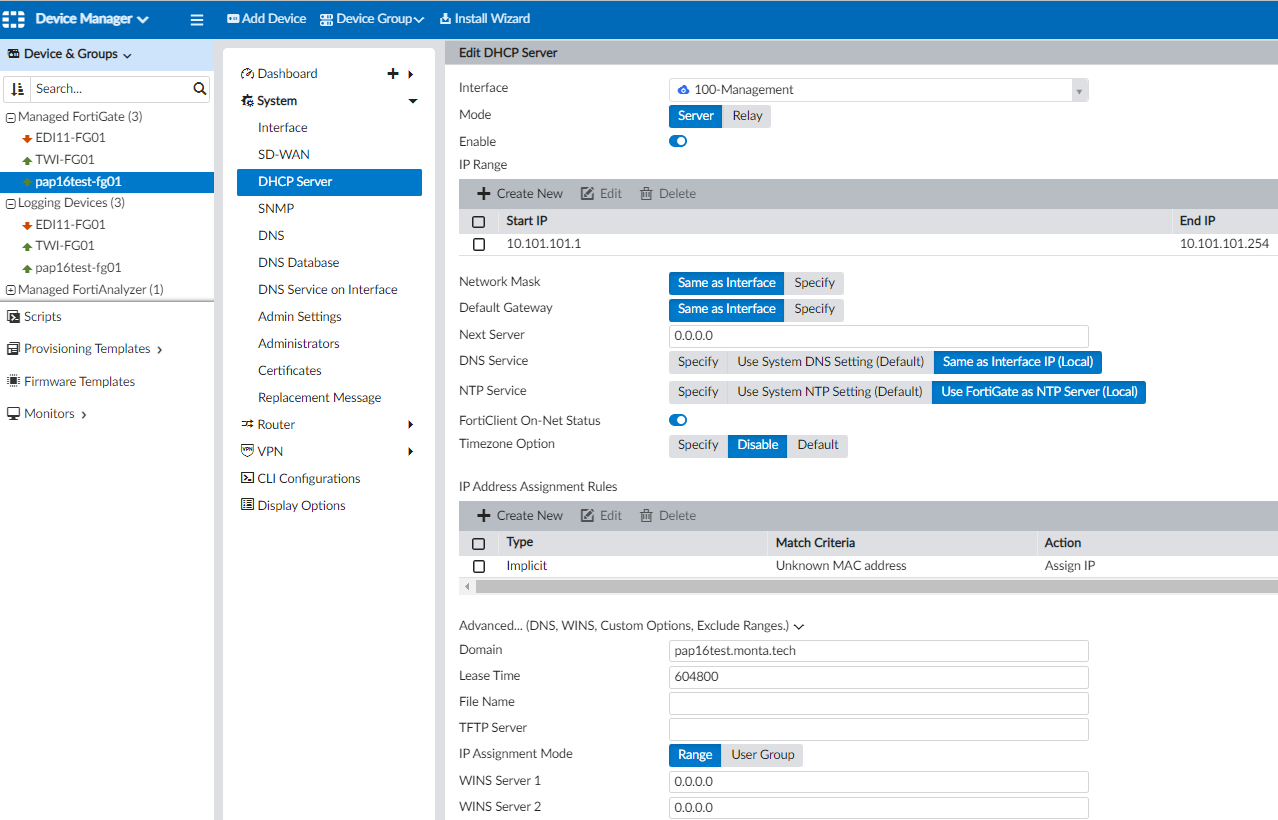 Device Manager
Add Device
Device Group
Install Wizard
Device & Groups
Search...
Managed FortiGate (3)
EDI11-FG01
TWI-FG01
pap16test-fg01
Logging Devices (3)
EDI11-FG01
TWI-FG01
pap16test-fg01
Managed FortiAnalyzer (1)
Scripts
Provisioning Templates
Firmware Templates
Monitors
Dashboard
System
Interface
SD-WAN
DHCP Server
SNMP
DNS
DNS Database
DNS Service on Interface
Admin Settings
Administrators
Certificates
Replacement Message
Router
VPN
VPN
CLI Configurations
Display Options
Edit DHCP Server
Interface 100-Management
Mode Server Relay
Enable
IP Range
Create New Edit Delete
Start IP End IP
10.101.101.1 10.101.101.254
Network Mask Same as Interface Specify
Default Gateway Same as Interface Specify
Next Server 0.0.0.0
DNS Service Specify Use System DNS Setting (Default) Same as Interface IP (Local)
NTP Service Specify Use System NTP Setting (Default) Use FortiGate as NTP Server (Local)
FortiClient On-Net Status
Timezone Option Specify Disable Default
IP Address Assignment Rules
Create New Edit Delete
Type Match Criteria Action
Implicit Unknown MAC address Assign IP
Advanced... (DNS, WINS, Custom Options, Exclude Ranges.)
Domain pap16test.monta.tech
Lease Time 604800
File Name
TFTP Server
IP Assignment Mode Range User Group
WINS Server 1 0.0.0.0
WINS Server 2 0.0.0.0